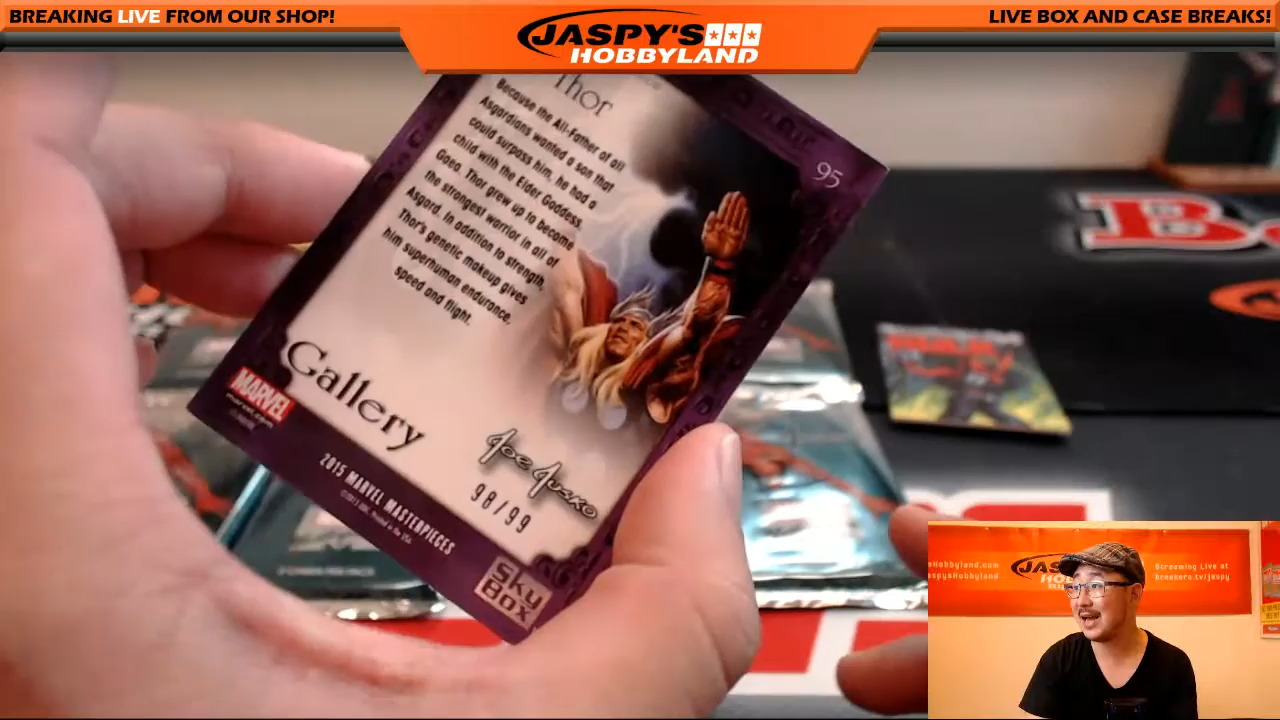 BREAKING LIVE FROM OUR SHOP!
JASPY'S
HOBBYLAND
LIVE BOX AND CASE BREAKS!
Thor
95
Because the All-Father of all
Asgardians wanted a son that
could surpass him, he had a
child with the Elder Goddess
Gaea. Thor grew up to become
the strongest warrior in all of
Asgard. In addition to strength,
Thor's genetic makeup gives
him superhuman endurance,
speed and flight.
Gallery
MARVEL
marvel.com
Joe Jusko
98/99
2015 MARVEL MASTERPIECES
Sky
Box
Streaming Live at
breakers.tv/jaspy